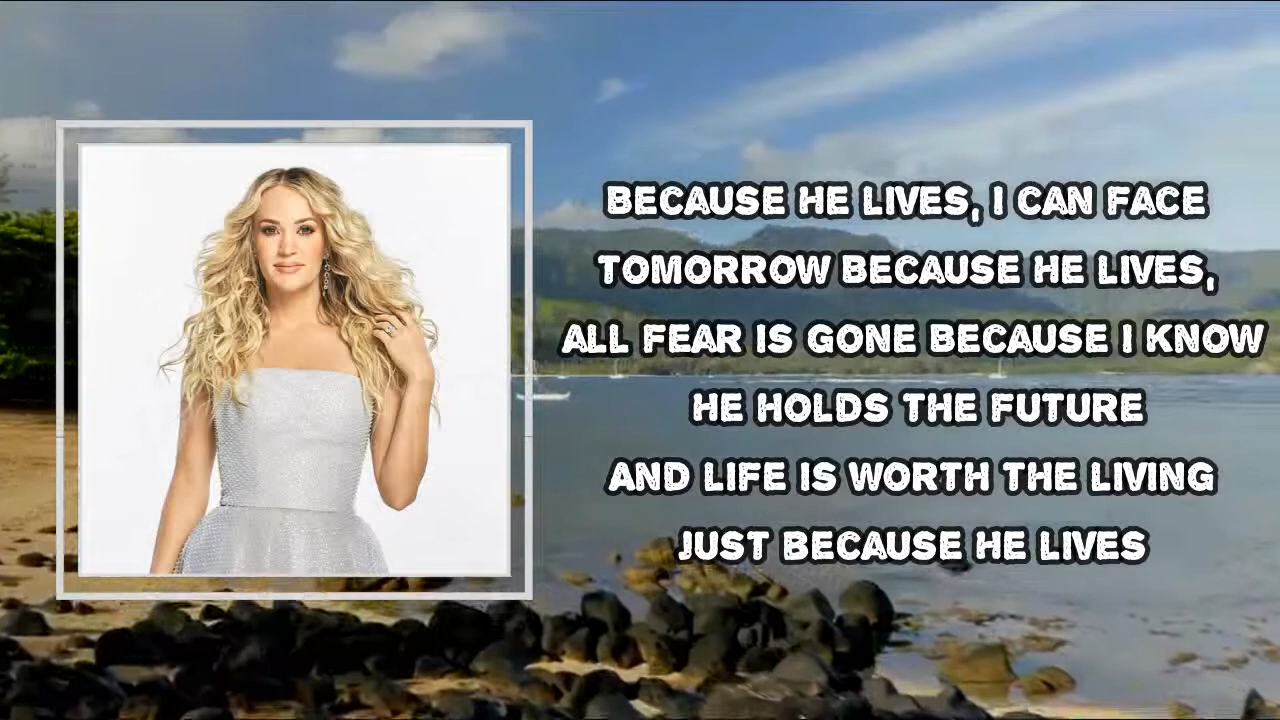 BECAUSE HE LIVES, I CAN FACE
TOMORROW BECAUSE HE LIVES,
ALL FEAR IS GONE BECAUSE I KNOW
HE HOLDS THE FUTURE
AND LIFE IS WORTH THE LIVING
JUST BECAUSE HE LIVES